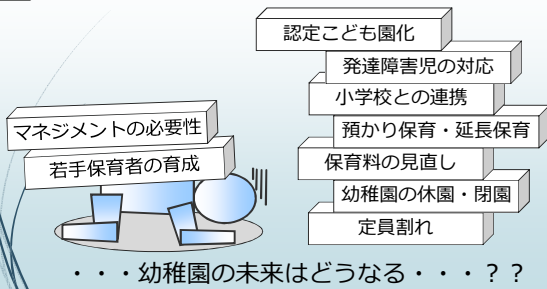 認定こども園化
発達障害児の対応
小学校との連携
マネジメントの必要性
預かり保育・延長保育
若手保育者の育成
保育料の見直し
幼稚園の休園・閉園
定員割れ
・・・幼稚園の未来はどうなる・・・？？